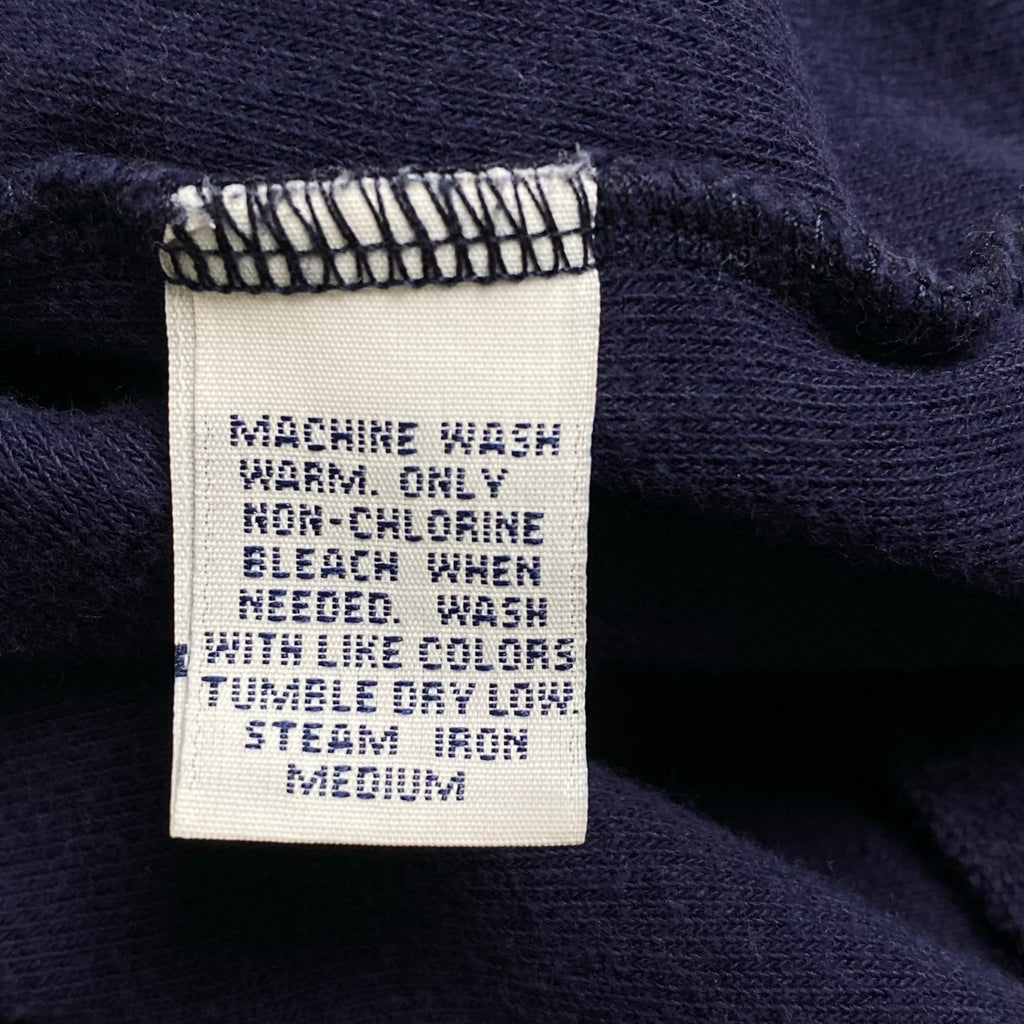 MACHINE WASH
WARM. ONLY
NON-CHLORINE
BLEACH WHEN
NEEDED. WASH
WITH LIKE COLORS
TUMBLE DRY LOW.
STEAM IRON
MEDIUM